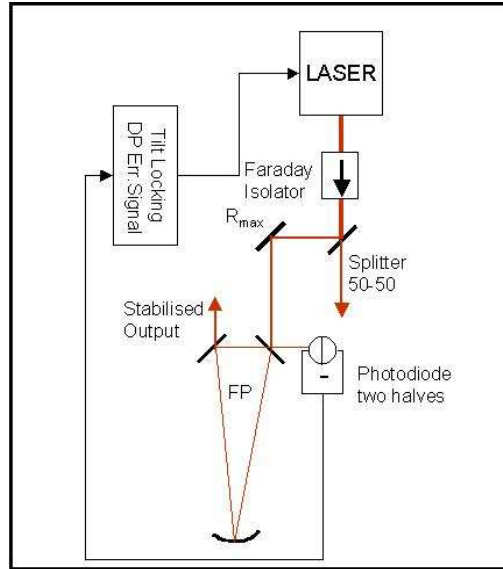 LASER
Tilt Locking
DP Err.Signal
Faraday
Isolator
Rmax
Splitter
50-50
Stabilised
Output
FP
-
Photodiode
two halves